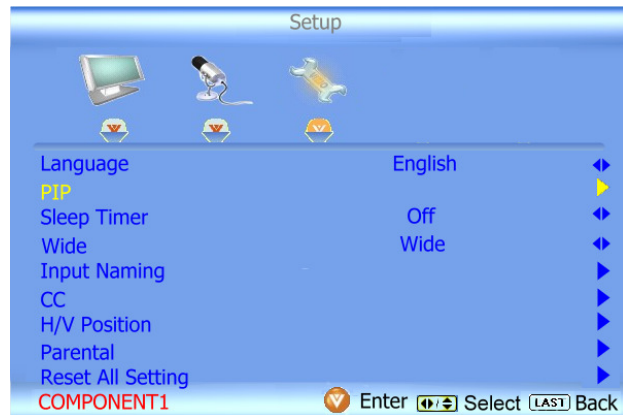 Setup
Language English
PIP
Sleep Timer Off
Wide Wide
Input Naming
CC
H/V Position
Parental
Reset All Setting
COMPONENT1 Enter Select LAST Back